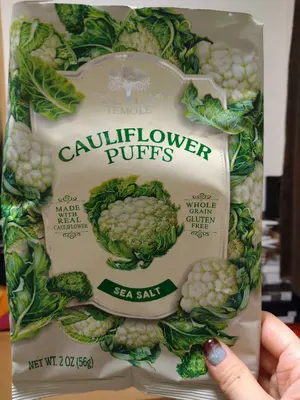 CAULIFLOWER
PUFFS
MADE
WITH
REAL
CAULIFLOWER
WHOLE
GRAIN
GLUTEN
FREE
SEA SALT
NET WT. 2 OZ (56g)